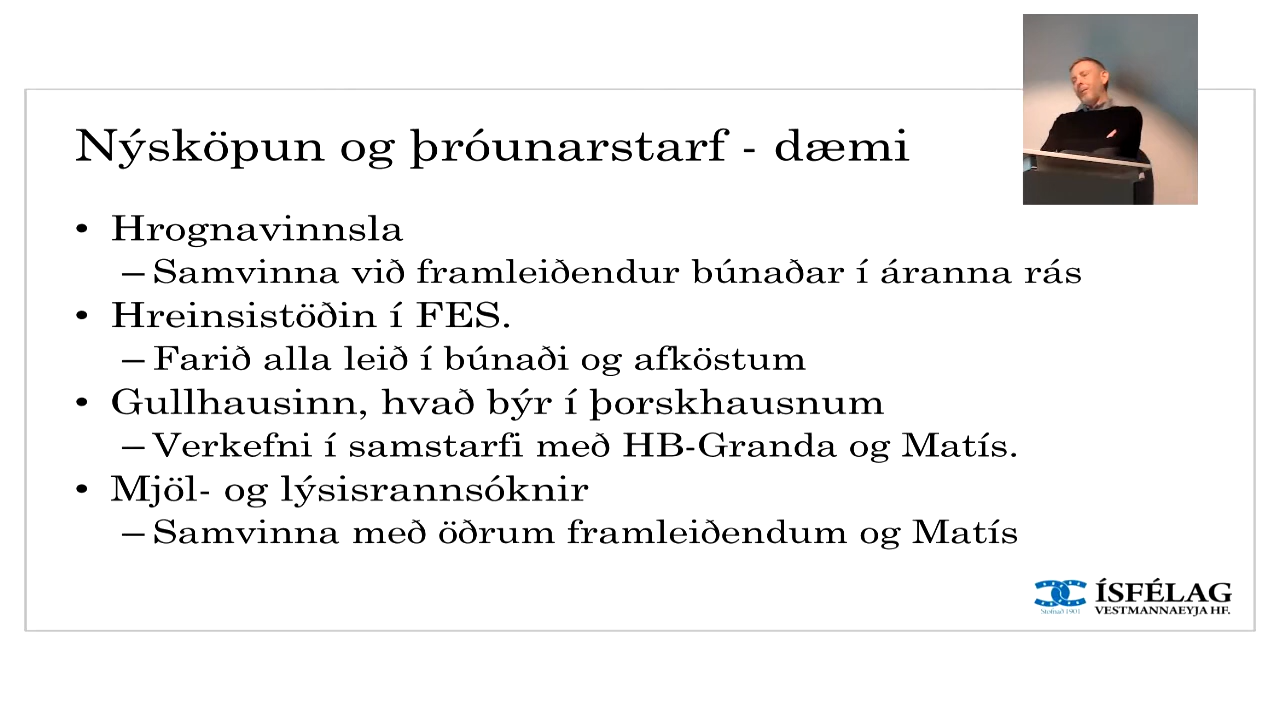 Nýsköpun og þróunarstarf - dæmi
• Hrognavinnsla
– Samvinna við framleiðendur búnaðar í áranna rás
• Hreinsistöðin í FES.
– Farið alla leið í búnaði og afköstum
• Gullhausinn, hvað býr í þorskhausnum
– Verkefni í samstarfi með HB-Granda og Matís.
• Mjöl- og lýsisrannsóknir
– Samvinna með öðrum framleiðendum og Matís
ÍSFÉLAG
VESTMANNAEYJA HF.
Stofnað 1901